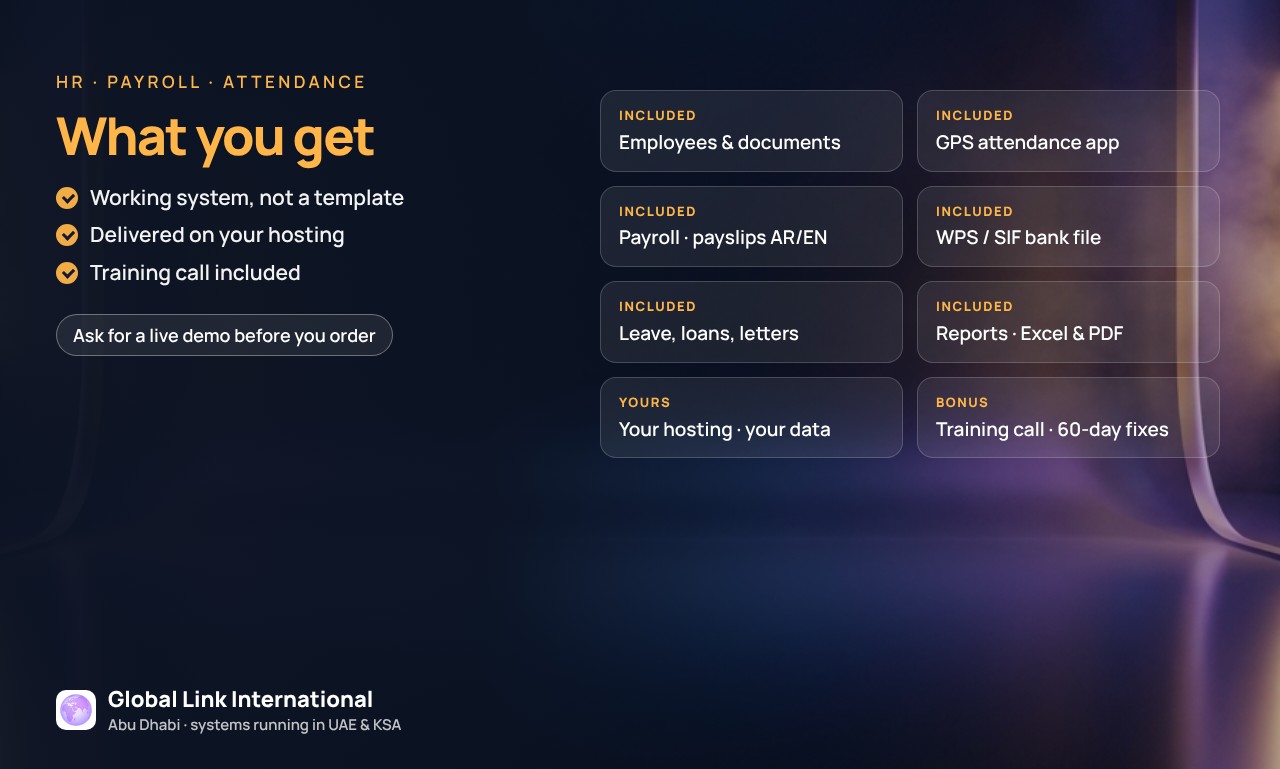 HR · PAYROLL · ATTENDANCE
What you get
Working system, not a template
Delivered on your hosting
Training call included
Ask for a live demo before you order
INCLUDED
Employees & documents
INCLUDED
GPS attendance app
INCLUDED
Payroll · payslips AR/EN
INCLUDED
WPS / SIF bank file
INCLUDED
Leave, loans, letters
INCLUDED
Reports · Excel & PDF
YOURS
Your hosting · your data
BONUS
Training call · 60-day fixes
Global Link International
Abu Dhabi · systems running in UAE & KSA